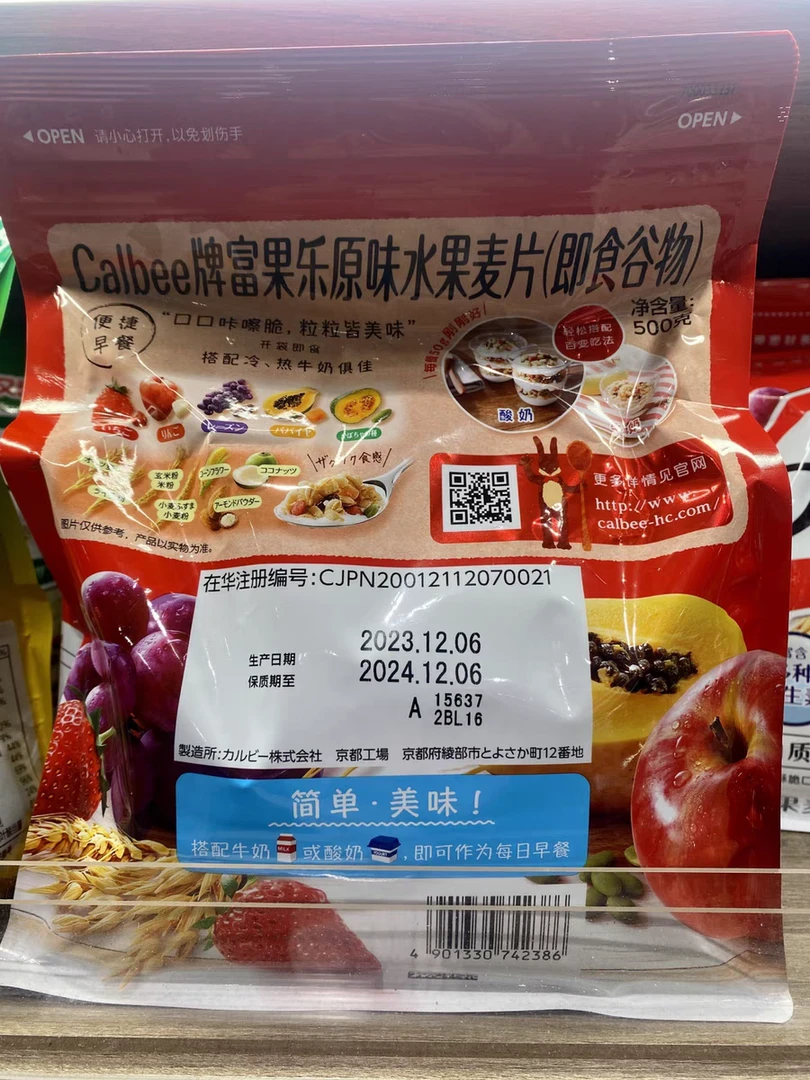 OPEN 请小心打开,以免划伤手
OPEN
Calbee牌富果乐原味水果麦片(即食谷物)
净含量:
500克
便捷
早餐
“口口咔嚓脆,粒粒皆美味”
开袋即食
搭配冷、热牛奶俱佳
每餐50g刚刚好
轻松搭配
百变吃法
酸奶
いちご
りんご
レーズン
パパイヤ
かぼちゃの種
玄米粉
米粉
コーンフラワー
ココナッツ
小麦ふすま
小麦粉
アーモンドパウダー
ザクザク食感
图片仅供参考,产品以实物为准。
更多详情见官网
http://www.
calbee-hc.com/
在华注册编号:CJPN20012112070021
生产日期 2023.12.06
保质期至 2024.12.06
A 15637
2BL16
製造所:カルビー株式会社 京都工場 京都府綾部市とよさか町12番地
简单·美味!
搭配牛奶 MILK 或酸奶 ,即可作为每日早餐
4 901330 742386